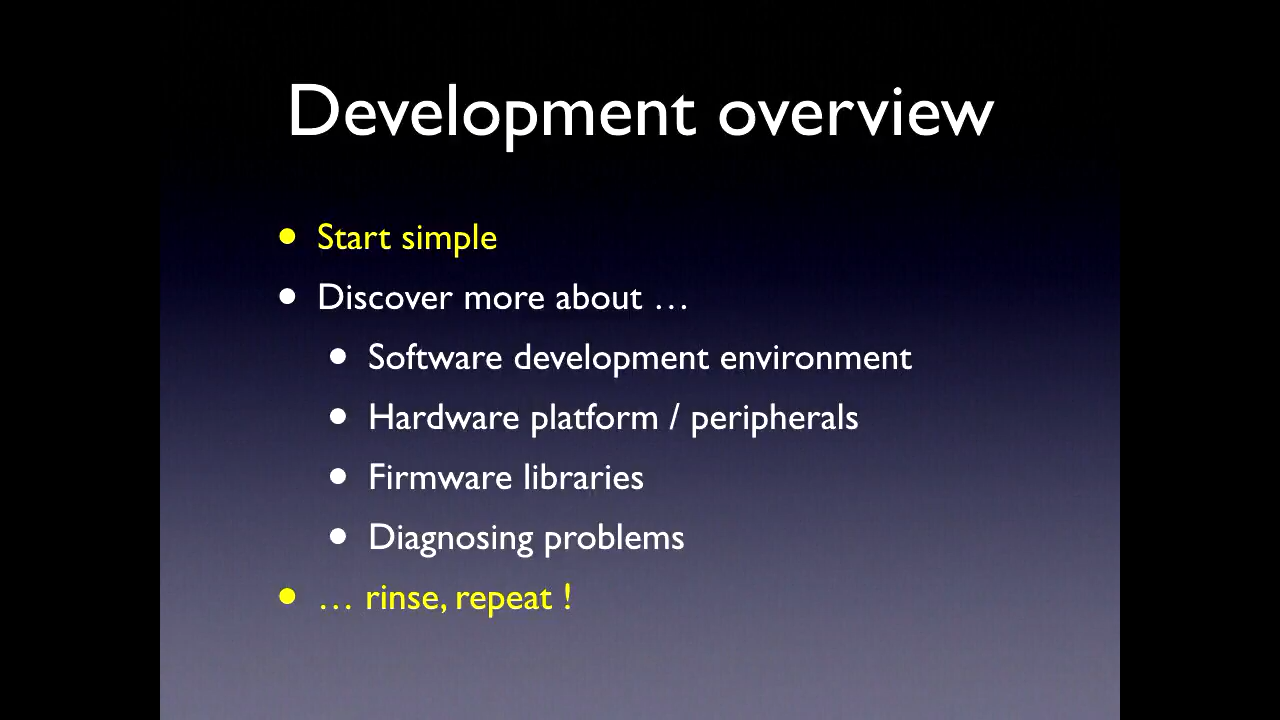 Development overview
• Start simple
• Discover more about …
• Software development environment
• Hardware platform / peripherals
• Firmware libraries
• Diagnosing problems
• … rinse, repeat !